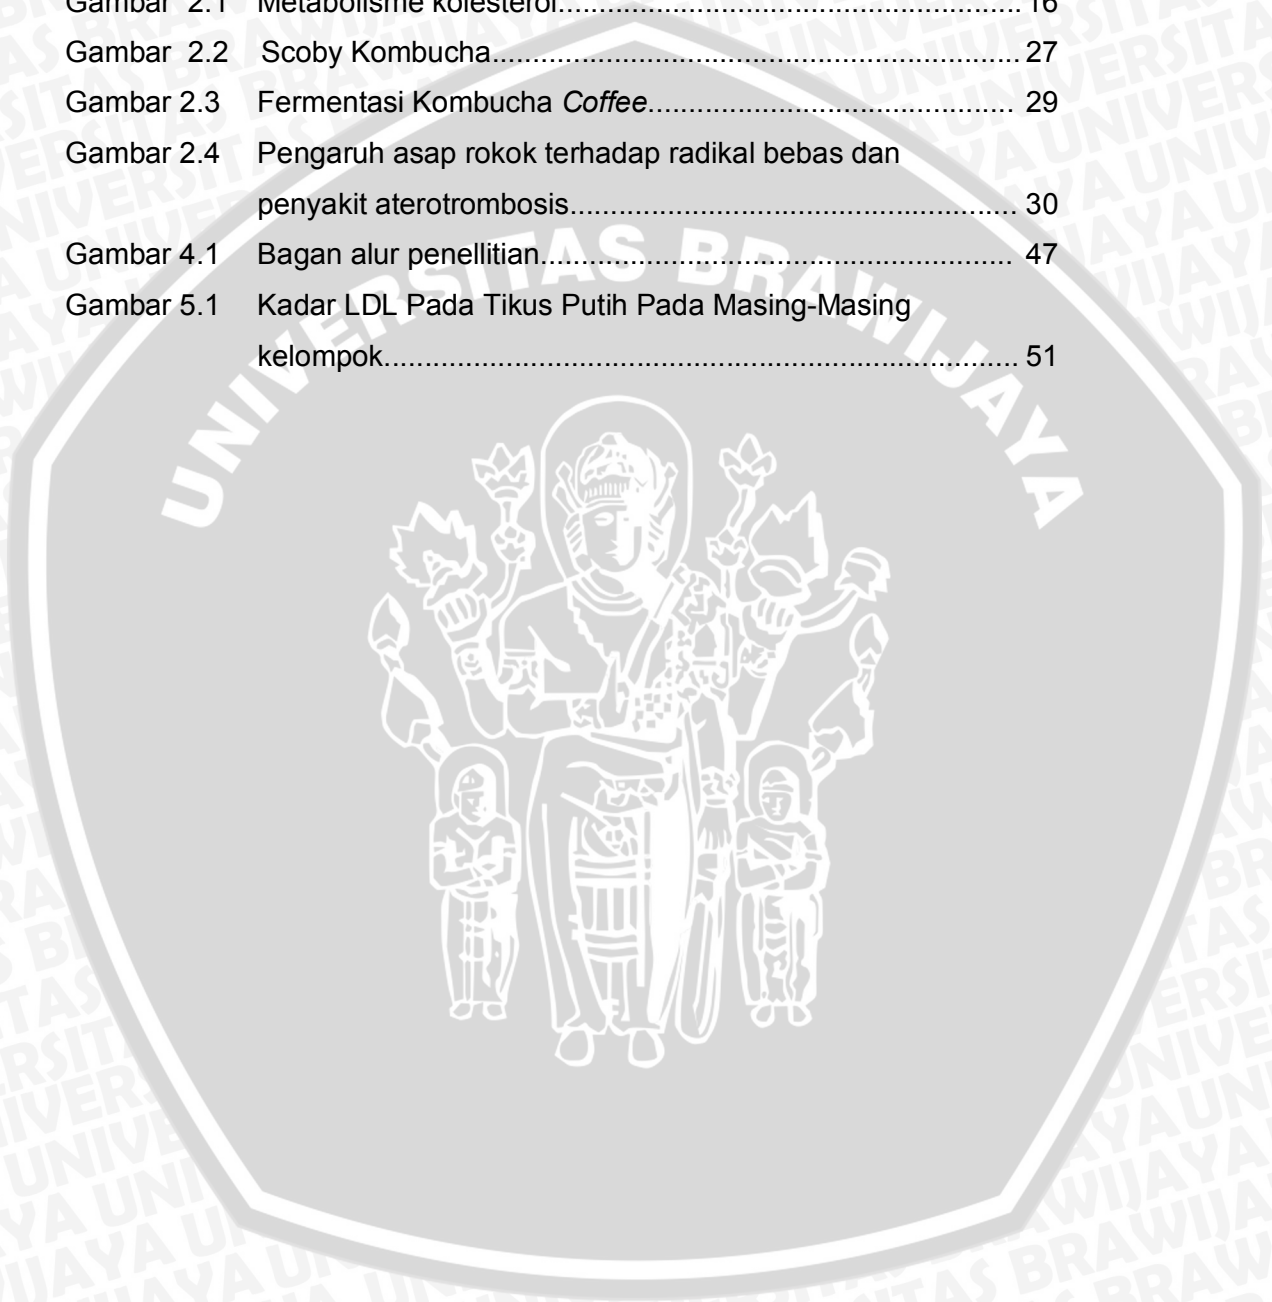 Gambar 2.1 Metabolisme kolesterol......................................................... 16
Gambar 2.2 Scoby Kombucha................................................................. 27
Gambar 2.3 Fermentasi Kombucha Coffee............................................. 29
Gambar 2.4 Pengaruh asap rokok terhadap radikal bebas dan
penyakit aterotrombosis....................................................... 30
Gambar 4.1 Bagan alur penellitian.......................................................... 47
Gambar 5.1 Kadar LDL Pada Tikus Putih Pada Masing-Masing
kelompok.............................................................................. 51
UNIVERSITAS BRAWIJAYA